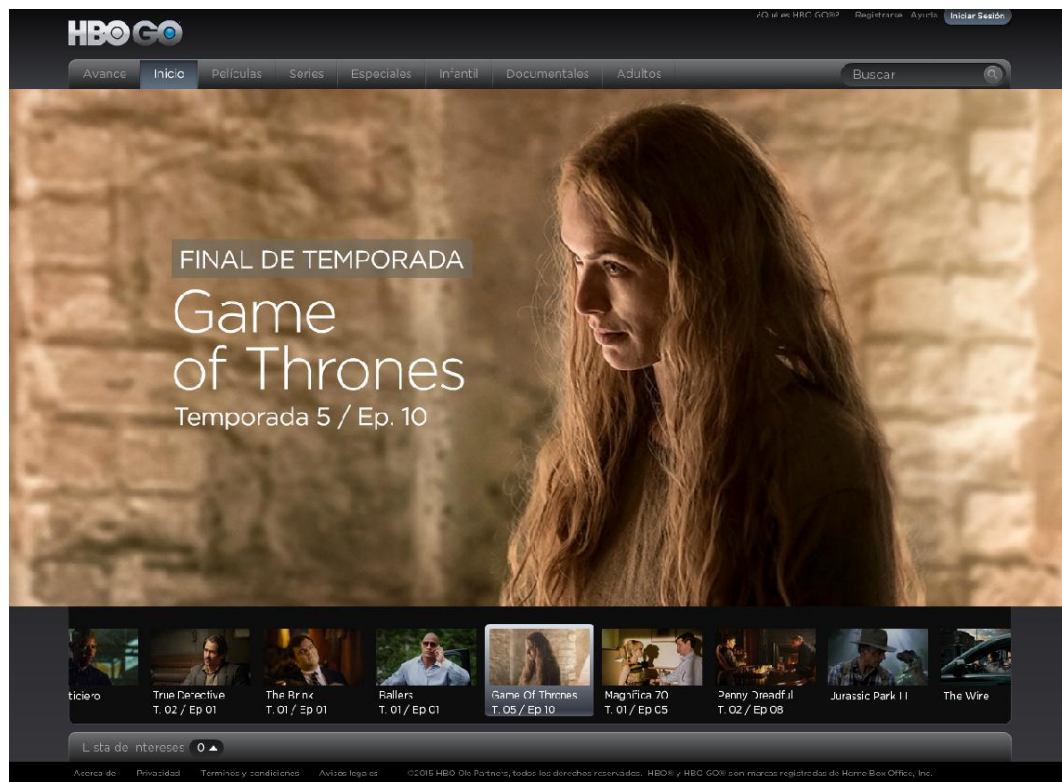 ¿Qué es HBO GO®? Registrarse Ayuda Iniciar Sesión
HBO GO
Avance Inicio Películas Series Especiales Infantil Documentales Adultos Buscar
FINAL DE TEMPORADA
Game
of Thrones
Temporada 5 / Ep. 10
ticiero True Detective The Brink Ballers Game Of Thrones Magnífica 70 Penny Dreadful Jurassic Park III The Wire
T. 02 / Ep 01 T. 01 / Ep 01 T. 01 / Ep 01 T. 05 / Ep 10 T. 01 / Ep 05 T. 02 / Ep 08
Lista de Intereses 0
Acerca de Privacidad Términos y condiciones Avisos legales ©2015 HBO Ole Partners, todos los derechos reservados. HBO® y HBO GO® son marcas registradas de Home Box Office, Inc.